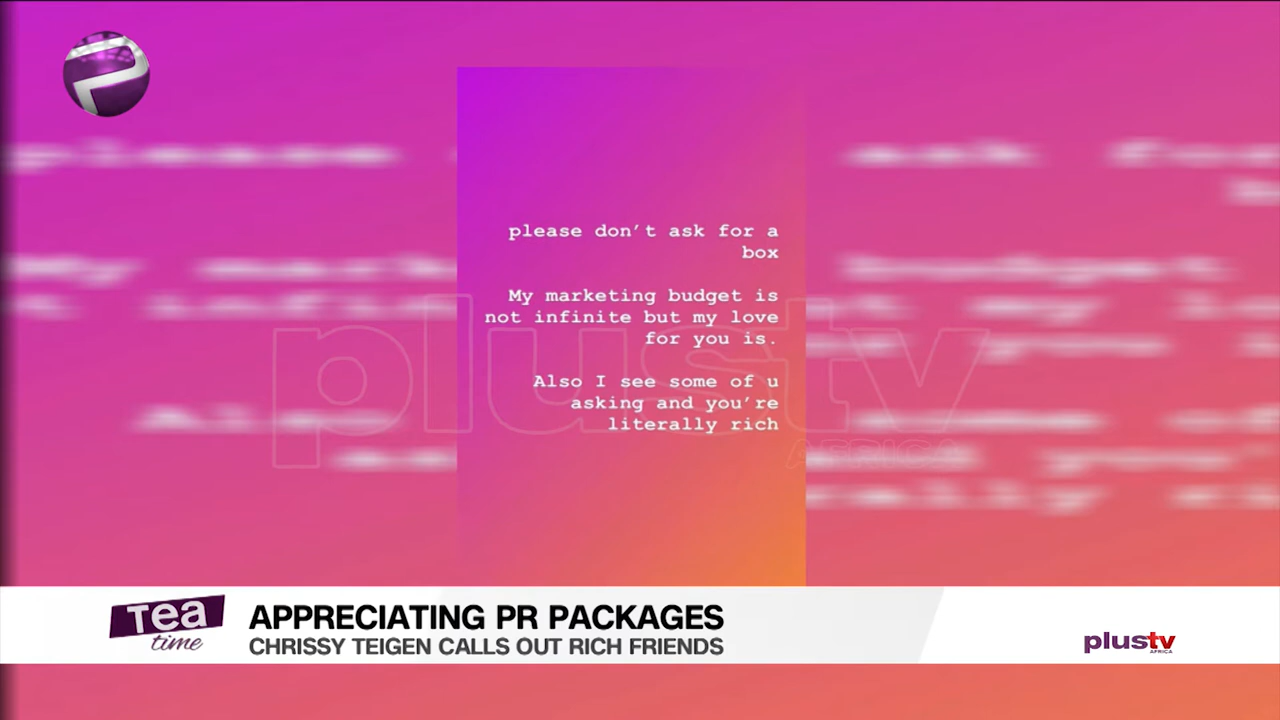 please don't ask for a
box
My marketing budget is
not infinite but my love
for you is.
Also I see some of u
asking and you're
literally rich
plustv
AFRICA
Tea
time
APPRECIATING PR PACKAGES
CHRISSY TEIGEN CALLS OUT RICH FRIENDS
plustv
AFRICA